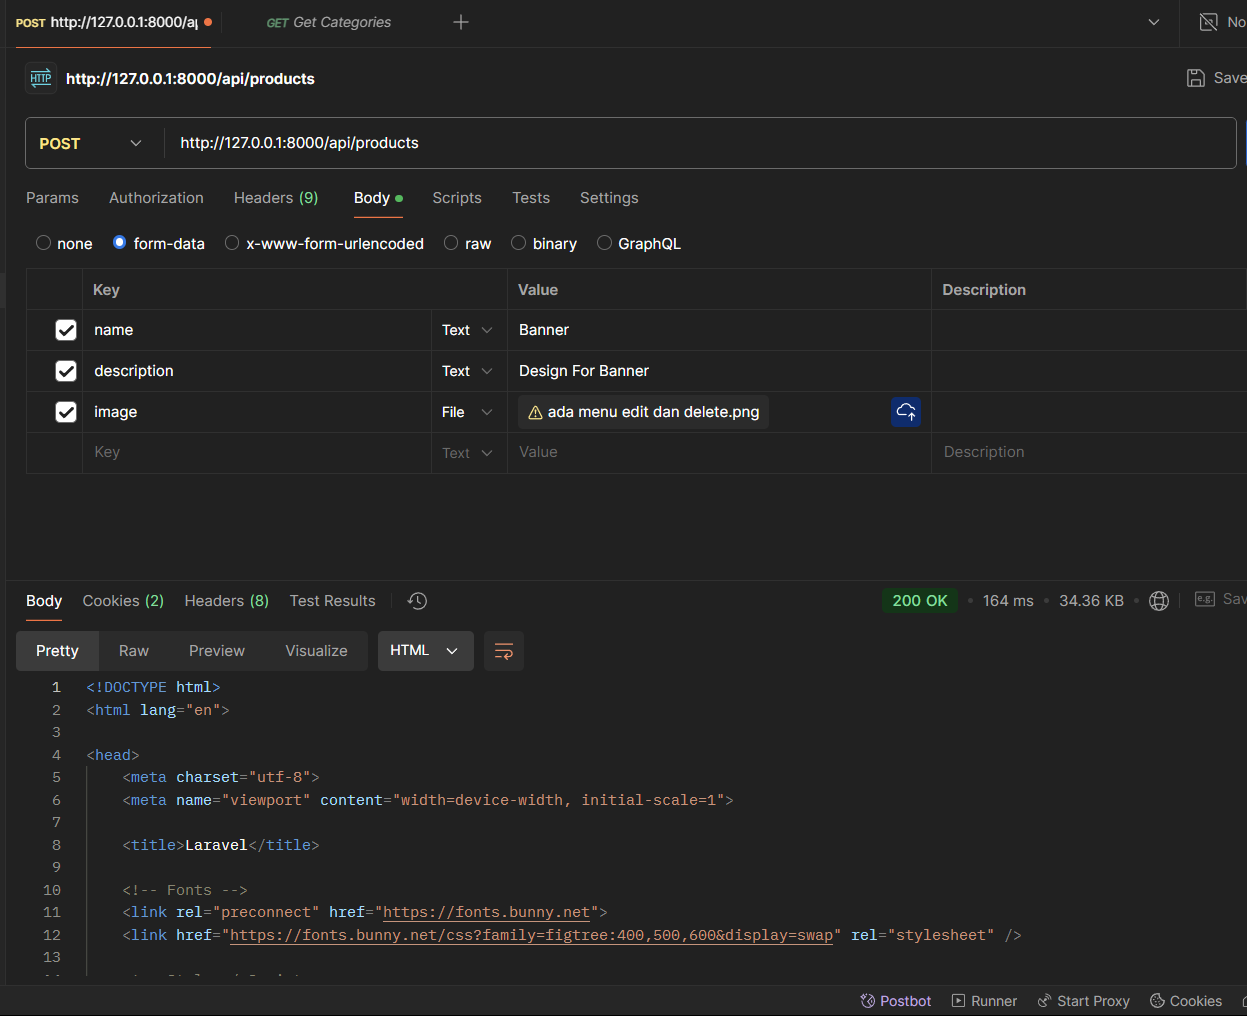 POST http://127.0.0.1:8000/ap
GET Get Categories
No
HTTP http://127.0.0.1:8000/api/products
Save
POST http://127.0.0.1:8000/api/products
Params Authorization Headers (9) Body Scripts Tests Settings
none form-data x-www-form-urlencoded raw binary GraphQL
Key Value Description
name Text Banner
description Text Design For Banner
image File ada menu edit dan delete.png
Key Text Value Description
Body Cookies (2) Headers (8) Test Results 200 OK 164 ms 34.36 KB e.g. Sav
Pretty Raw Preview Visualize HTML
1 <!DOCTYPE html>
2 <html lang="en">
3
4 <head>
5 <meta charset="utf-8">
6 <meta name="viewport" content="width=device-width, initial-scale=1">
7
8 <title>Laravel</title>
9
10 <!-- Fonts -->
11 <link rel="preconnect" href="https://fonts.bunny.net">
12 <link href="https://fonts.bunny.net/css?family=figtree:400,500,600&display=swap" rel="stylesheet" />
13
Postbot Runner Start Proxy Cookies